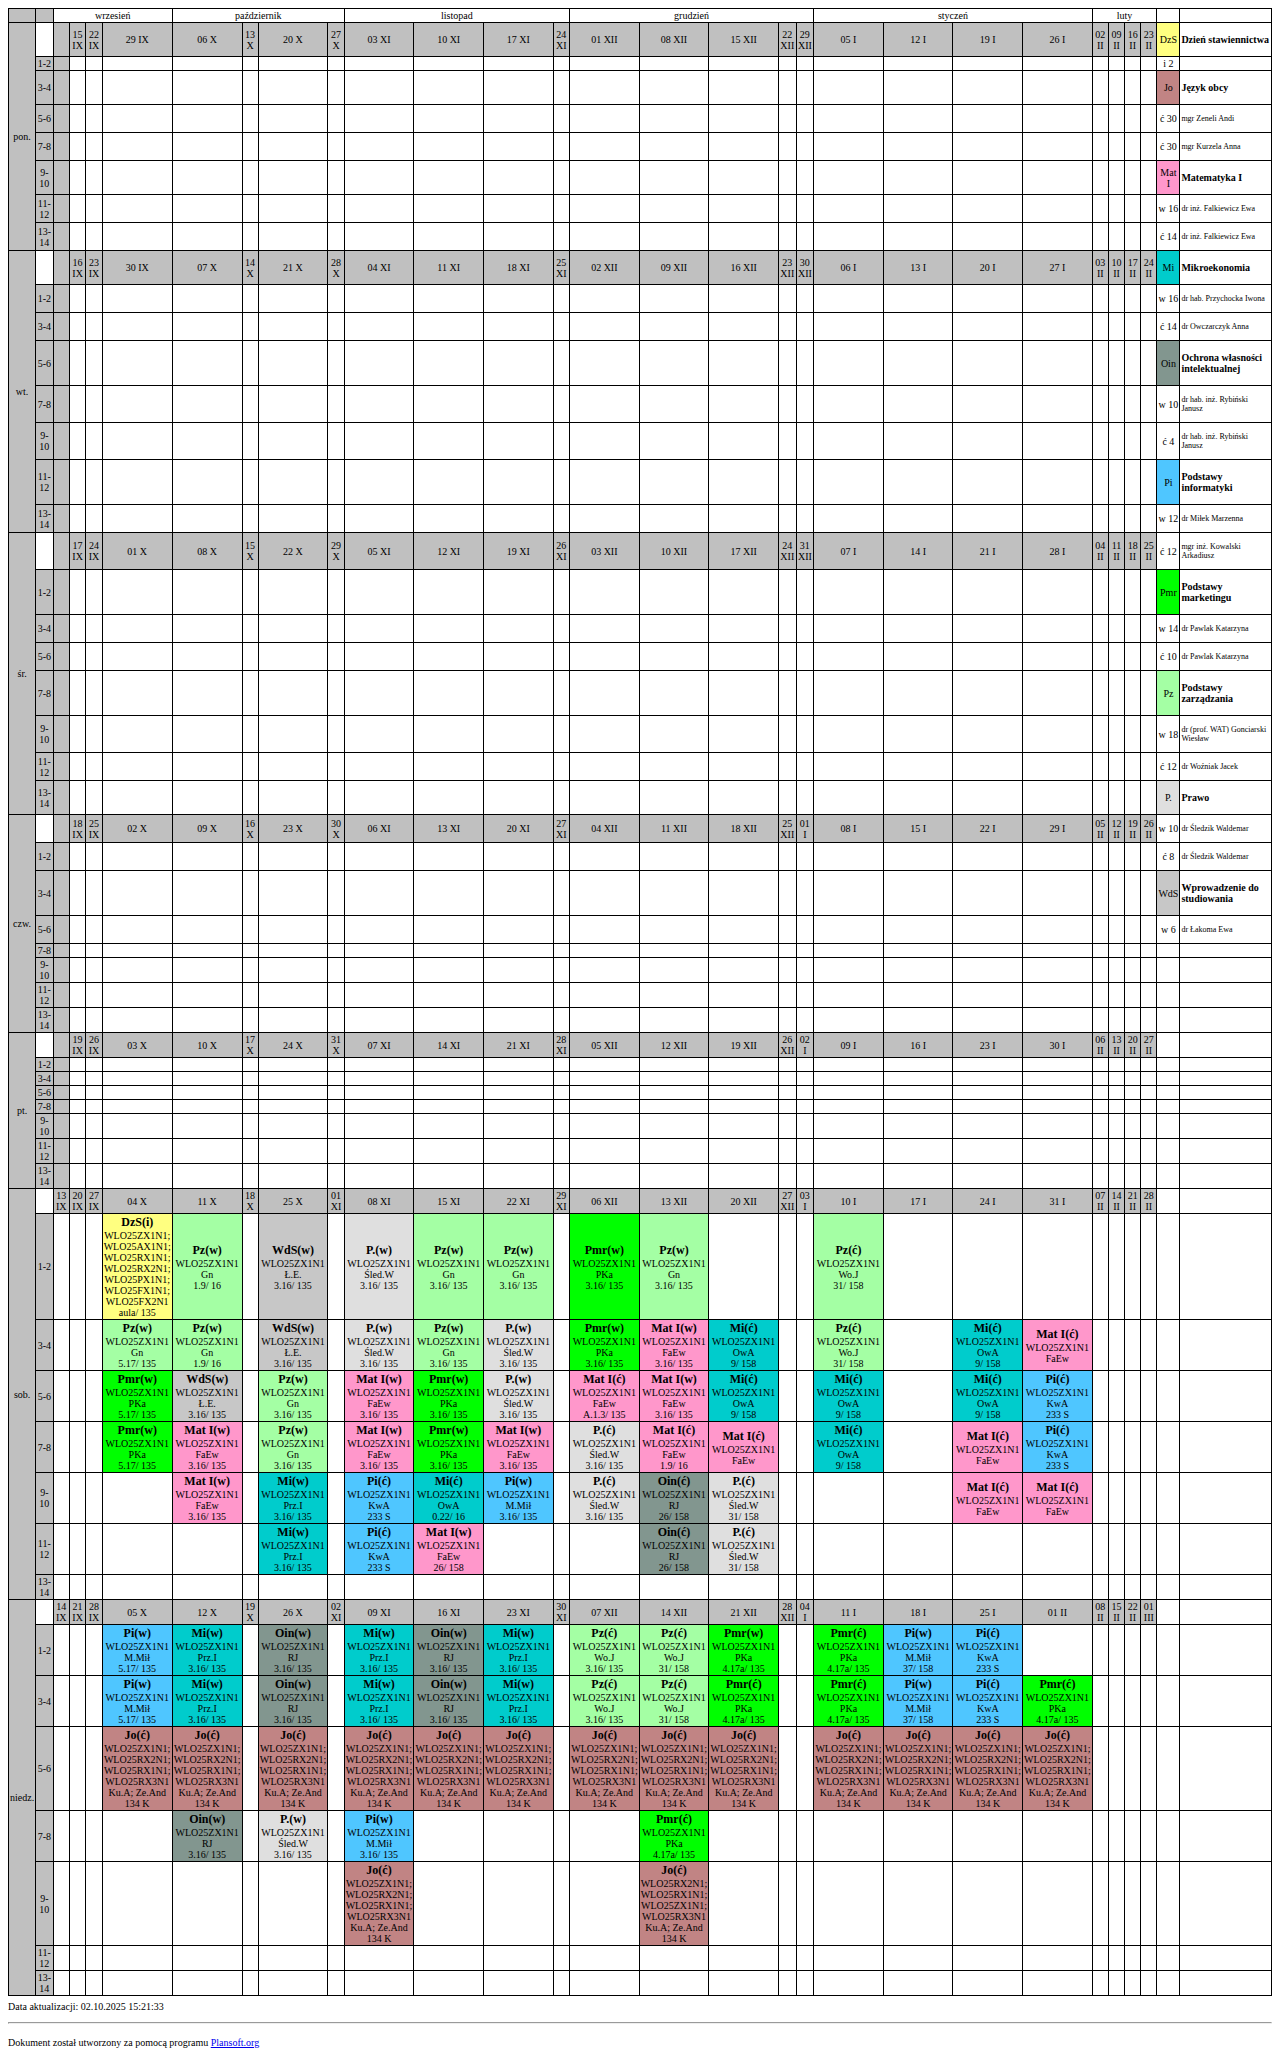 wrzesień październik listopad grudzień styczeń luty
pon. 15 IX 22 IX 29 IX 06 X 13 X 20 X 27 X 03 XI 10 XI 17 XI 24 XI 01 XII 08 XII 15 XII 22 XII 29 XII 05 I 12 I 19 I 26 I 02 II 09 II 16 II 23 II DzS Dzień stawiennictwa
1-2 i 2
3-4 Jo Język obcy
5-6 ć 30 mgr Zeneli Andi
7-8 ć 30 mgr Kurzela Anna
9-10 Mat I Matematyka I
11-12 w 16 dr inż. Falkiewicz Ewa
13-14 ć 14 dr inż. Falkiewicz Ewa
wt. 16 IX 23 IX 30 IX 07 X 14 X 21 X 28 X 04 XI 11 XI 18 XI 25 XI 02 XII 09 XII 16 XII 23 XII 30 XII 06 I 13 I 20 I 27 I 03 II 10 II 17 II 24 II Mi Mikroekonomia
1-2 w 16 dr hab. Przychocka Iwona
3-4 ć 14 dr Owczarczyk Anna
5-6 Oin Ochrona własności intelektualnej
7-8 w 10 dr hab. inż. Rybiński Janusz
9-10 ć 4 dr hab. inż. Rybiński Janusz
11-12 Pi Podstawy informatyki
13-14 w 12 dr Miłek Marzenna
śr. 17 IX 24 IX 01 X 08 X 15 X 22 X 29 X 05 XI 12 XI 19 XI 26 XI 03 XII 10 XII 17 XII 24 XII 31 XII 07 I 14 I 21 I 28 I 04 II 11 II 18 II 25 II ć 12 mgr inż. Kowalski Arkadiusz
1-2 Pmr Podstawy marketingu
3-4 w 14 dr Pawlak Katarzyna
5-6 ć 10 dr Pawlak Katarzyna
7-8 Pz Podstawy zarządzania
9-10 w 18 dr (prof. WAT) Gonciarski Wiesław
11-12 ć 12 dr Woźniak Jacek
13-14 P. Prawo
czw. 18 IX 25 IX 02 X 09 X 16 X 23 X 30 X 06 XI 13 XI 20 XI 27 XI 04 XII 11 XII 18 XII 25 XII 01 I 08 I 15 I 22 I 29 I 05 II 12 II 19 II 26 II w 10 dr Śledzik Waldemar
1-2 ć 8 dr Śledzik Waldemar
3-4 WdS Wprowadzenie do studiowania
5-6 w 6 dr Łakoma Ewa
7-8
9-10
11-12
13-14
pt. 19 IX 26 IX 03 X 10 X 17 X 24 X 31 X 07 XI 14 XI 21 XI 28 XI 05 XII 12 XII 19 XII 26 XII 02 I 09 I 16 I 23 I 30 I 06 II 13 II 20 II 27 II
1-2
3-4
5-6
7-8
9-10
11-12
13-14
sob. 13 IX 20 IX 27 IX 04 X 11 X 18 X 25 X 01 XI 08 XI 15 XI 22 XI 29 XI 06 XII 13 XII 20 XII 27 XII 03 I 10 I 17 I 24 I 31 I 07 II 14 II 21 II 28 II
1-2 DzS(i) WLO25ZX1N1; WLO25AX1N1; WLO25RX1N1; WLO25RX2N1; WLO25PX1N1; WLO25FX1N1; WLO25FX2N1 aula/ 135 Pz(w) WLO25ZX1N1 Gn 1.9/ 16 WdS(w) WLO25ZX1N1 Ł.E. 3.16/ 135 P.(w) WLO25ZX1N1 Śled.W 3.16/ 135 Pz(w) WLO25ZX1N1 Gn 3.16/ 135 Pz(w) WLO25ZX1N1 Gn 3.16/ 135 Pmr(w) WLO25ZX1N1 PKa 3.16/ 135 Pz(w) WLO25ZX1N1 Gn 3.16/ 135 Pz(ć) WLO25ZX1N1 Wo.J 31/ 158
3-4 Pz(w) WLO25ZX1N1 Gn 5.17/ 135 Pz(w) WLO25ZX1N1 Gn 1.9/ 16 WdS(w) WLO25ZX1N1 Ł.E. 3.16/ 135 P.(w) WLO25ZX1N1 Śled.W 3.16/ 135 Pz(w) WLO25ZX1N1 Gn 3.16/ 135 P.(w) WLO25ZX1N1 Śled.W 3.16/ 135 Pmr(w) WLO25ZX1N1 PKa 3.16/ 135 Mat I(w) WLO25ZX1N1 FaEw 3.16/ 135 Mi(ć) WLO25ZX1N1 OwA 9/ 158 Pz(ć) WLO25ZX1N1 Wo.J 31/ 158 Mi(ć) WLO25ZX1N1 OwA 9/ 158 Mat I(ć) WLO25ZX1N1 FaEw
5-6 Pmr(w) WLO25ZX1N1 PKa 5.17/ 135 WdS(w) WLO25ZX1N1 Ł.E. 3.16/ 135 Pz(w) WLO25ZX1N1 Gn 3.16/ 135 Mat I(w) WLO25ZX1N1 FaEw 3.16/ 135 Pmr(w) WLO25ZX1N1 PKa 3.16/ 135 P.(w) WLO25ZX1N1 Śled.W 3.16/ 135 Mat I(ć) WLO25ZX1N1 FaEw A.1.3/ 135 Mat I(w) WLO25ZX1N1 FaEw 3.16/ 135 Mi(ć) WLO25ZX1N1 OwA 9/ 158 Mi(ć) WLO25ZX1N1 OwA 9/ 158 Mi(ć) WLO25ZX1N1 OwA 9/ 158 Pi(ć) WLO25ZX1N1 KwA 233 S
7-8 Pmr(w) WLO25ZX1N1 PKa 5.17/ 135 Mat I(w) WLO25ZX1N1 FaEw 3.16/ 135 Pz(w) WLO25ZX1N1 Gn 3.16/ 135 Mat I(w) WLO25ZX1N1 FaEw 3.16/ 135 Pmr(w) WLO25ZX1N1 PKa 3.16/ 135 Mat I(w) WLO25ZX1N1 FaEw 3.16/ 135 P.(ć) WLO25ZX1N1 Śled.W 3.16/ 135 Mat I(ć) WLO25ZX1N1 FaEw 1.9/ 16 Mat I(ć) WLO25ZX1N1 FaEw Mi(ć) WLO25ZX1N1 OwA 9/ 158 Mat I(ć) WLO25ZX1N1 FaEw Pi(ć) WLO25ZX1N1 KwA 233 S
9-10 Mat I(w) WLO25ZX1N1 FaEw 3.16/ 135 Mi(w) WLO25ZX1N1 Prz.I 3.16/ 135 Pi(ć) WLO25ZX1N1 KwA 233 S Mi(ć) WLO25ZX1N1 OwA 0.22/ 16 Pi(w) WLO25ZX1N1 M.Mił 3.16/ 135 P.(ć) WLO25ZX1N1 Śled.W 3.16/ 135 Oin(ć) WLO25ZX1N1 RJ 26/ 158 P.(ć) WLO25ZX1N1 Śled.W 31/ 158 Mat I(ć) WLO25ZX1N1 FaEw Mat I(ć) WLO25ZX1N1 FaEw
11-12 Mi(w) WLO25ZX1N1 Prz.I 3.16/ 135 Pi(ć) WLO25ZX1N1 KwA 233 S Mat I(w) WLO25ZX1N1 FaEw 26/ 158 Oin(ć) WLO25ZX1N1 RJ 26/ 158 P.(ć) WLO25ZX1N1 Śled.W 31/ 158
13-14
niedz. 14 IX 21 IX 28 IX 05 X 12 X 19 X 26 X 02 XI 09 XI 16 XI 23 XI 30 XI 07 XII 14 XII 21 XII 28 XII 04 I 11 I 18 I 25 I 01 II 08 II 15 II 22 II 01 III
1-2 Pi(w) WLO25ZX1N1 M.Mił 5.17/ 135 Mi(w) WLO25ZX1N1 Prz.I 3.16/ 135 Oin(w) WLO25ZX1N1 RJ 3.16/ 135 Mi(w) WLO25ZX1N1 Prz.I 3.16/ 135 Oin(w) WLO25ZX1N1 RJ 3.16/ 135 Mi(w) WLO25ZX1N1 Prz.I 3.16/ 135 Pz(ć) WLO25ZX1N1 Wo.J 3.16/ 135 Pz(ć) WLO25ZX1N1 Wo.J 31/ 158 Pmr(w) WLO25ZX1N1 PKa 4.17a/ 135 Pmr(ć) WLO25ZX1N1 PKa 4.17a/ 135 Pi(w) WLO25ZX1N1 M.Mił 37/ 158 Pi(ć) WLO25ZX1N1 KwA 233 S
3-4 Pi(w) WLO25ZX1N1 M.Mił 5.17/ 135 Mi(w) WLO25ZX1N1 Prz.I 3.16/ 135 Oin(w) WLO25ZX1N1 RJ 3.16/ 135 Mi(w) WLO25ZX1N1 Prz.I 3.16/ 135 Oin(w) WLO25ZX1N1 RJ 3.16/ 135 Mi(w) WLO25ZX1N1 Prz.I 3.16/ 135 Pz(ć) WLO25ZX1N1 Wo.J 3.16/ 135 Pz(ć) WLO25ZX1N1 Wo.J 31/ 158 Pmr(ć) WLO25ZX1N1 PKa 4.17a/ 135 Pmr(ć) WLO25ZX1N1 PKa 4.17a/ 135 Pi(w) WLO25ZX1N1 M.Mił 37/ 158 Pi(ć) WLO25ZX1N1 KwA 233 S Pmr(ć) WLO25ZX1N1 PKa 4.17a/ 135
5-6 Jo(ć) WLO25ZX1N1; WLO25RX2N1; WLO25RX1N1; WLO25RX3N1 Ku.A; Ze.And 134 K Jo(ć) WLO25ZX1N1; WLO25RX2N1; WLO25RX1N1; WLO25RX3N1 Ku.A; Ze.And 134 K Jo(ć) WLO25ZX1N1; WLO25RX2N1; WLO25RX1N1; WLO25RX3N1 Ku.A; Ze.And 134 K Jo(ć) WLO25ZX1N1; WLO25RX2N1; WLO25RX1N1; WLO25RX3N1 Ku.A; Ze.And 134 K Jo(ć) WLO25ZX1N1; WLO25RX2N1; WLO25RX1N1; WLO25RX3N1 Ku.A; Ze.And 134 K Jo(ć) WLO25ZX1N1; WLO25RX2N1; WLO25RX1N1; WLO25RX3N1 Ku.A; Ze.And 134 K Jo(ć) WLO25ZX1N1; WLO25RX2N1; WLO25RX1N1; WLO25RX3N1 Ku.A; Ze.And 134 K Jo(ć) WLO25ZX1N1; WLO25RX2N1; WLO25RX1N1; WLO25RX3N1 Ku.A; Ze.And 134 K Jo(ć) WLO25ZX1N1; WLO25RX2N1; WLO25RX1N1; WLO25RX3N1 Ku.A; Ze.And 134 K Jo(ć) WLO25ZX1N1; WLO25RX2N1; WLO25RX1N1; WLO25RX3N1 Ku.A; Ze.And 134 K Jo(ć) WLO25ZX1N1; WLO25RX2N1; WLO25RX1N1; WLO25RX3N1 Ku.A; Ze.And 134 K Jo(ć) WLO25ZX1N1; WLO25RX2N1; WLO25RX1N1; WLO25RX3N1 Ku.A; Ze.And 134 K Jo(ć) WLO25ZX1N1; WLO25RX2N1; WLO25RX1N1; WLO25RX3N1 Ku.A; Ze.And 134 K
7-8 Oin(w) WLO25ZX1N1 RJ 3.16/ 135 P.(w) WLO25ZX1N1 Śled.W 3.16/ 135 Pi(w) WLO25ZX1N1 M.Mił 3.16/ 135 Pmr(ć) WLO25ZX1N1 PKa 4.17a/ 135
9-10 Jo(ć) WLO25ZX1N1; WLO25RX2N1; WLO25RX1N1; WLO25RX3N1 Ku.A; Ze.And 134 K Jo(ć) WLO25RX2N1; WLO25RX1N1; WLO25ZX1N1; WLO25RX3N1 Ku.A; Ze.And 134 K
11-12
13-14
Data aktualizacji: 02.10.2025 15:21:33
Dokument został utworzony za pomocą programu Plansoft.org